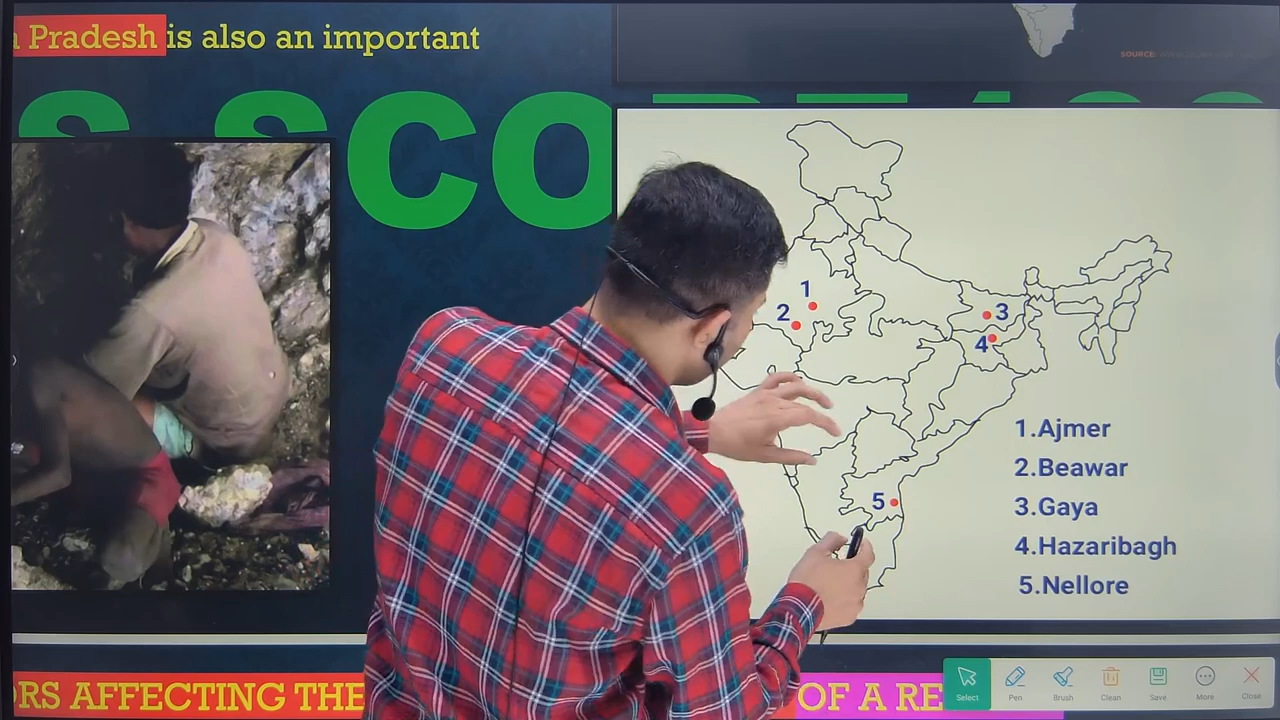 Pradesh is also an important
SOURCE
S SCO
1
2
3
4
5
1.Ajmer
2.Beawar
3.Gaya
4.Hazaribagh
5.Nellore
ORS AFFECTING THE OF A RE
Select Pen Brush Clean Save More Close